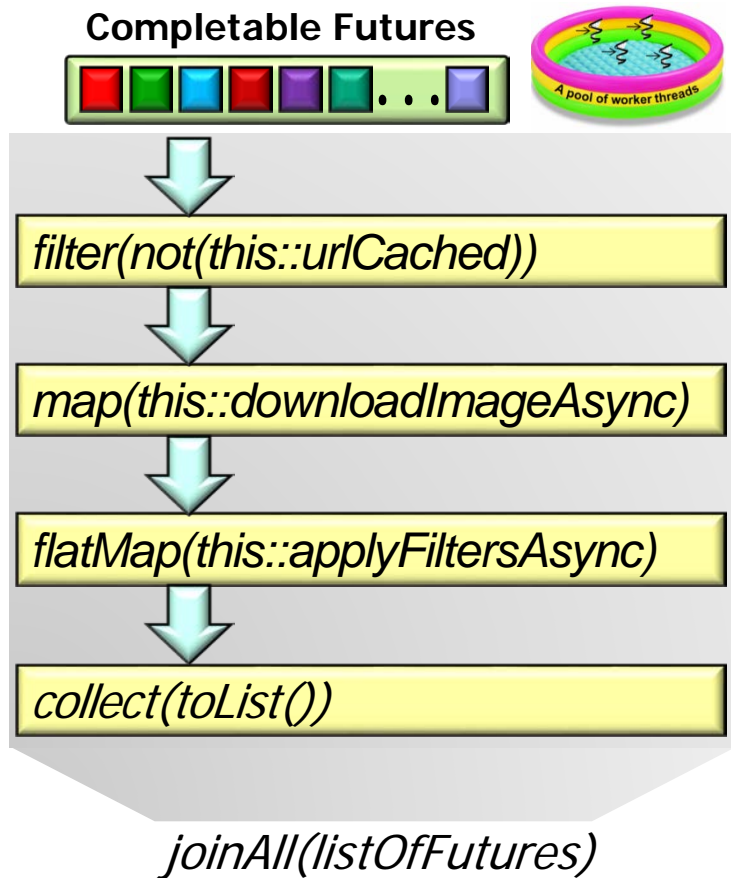 Completable Futures
A pool of worker threads
. . .
filter(not(this::urlCached))
map(this::downloadImageAsync)
flatMap(this::applyFiltersAsync)
collect(toList())
joinAll(listOfFutures)